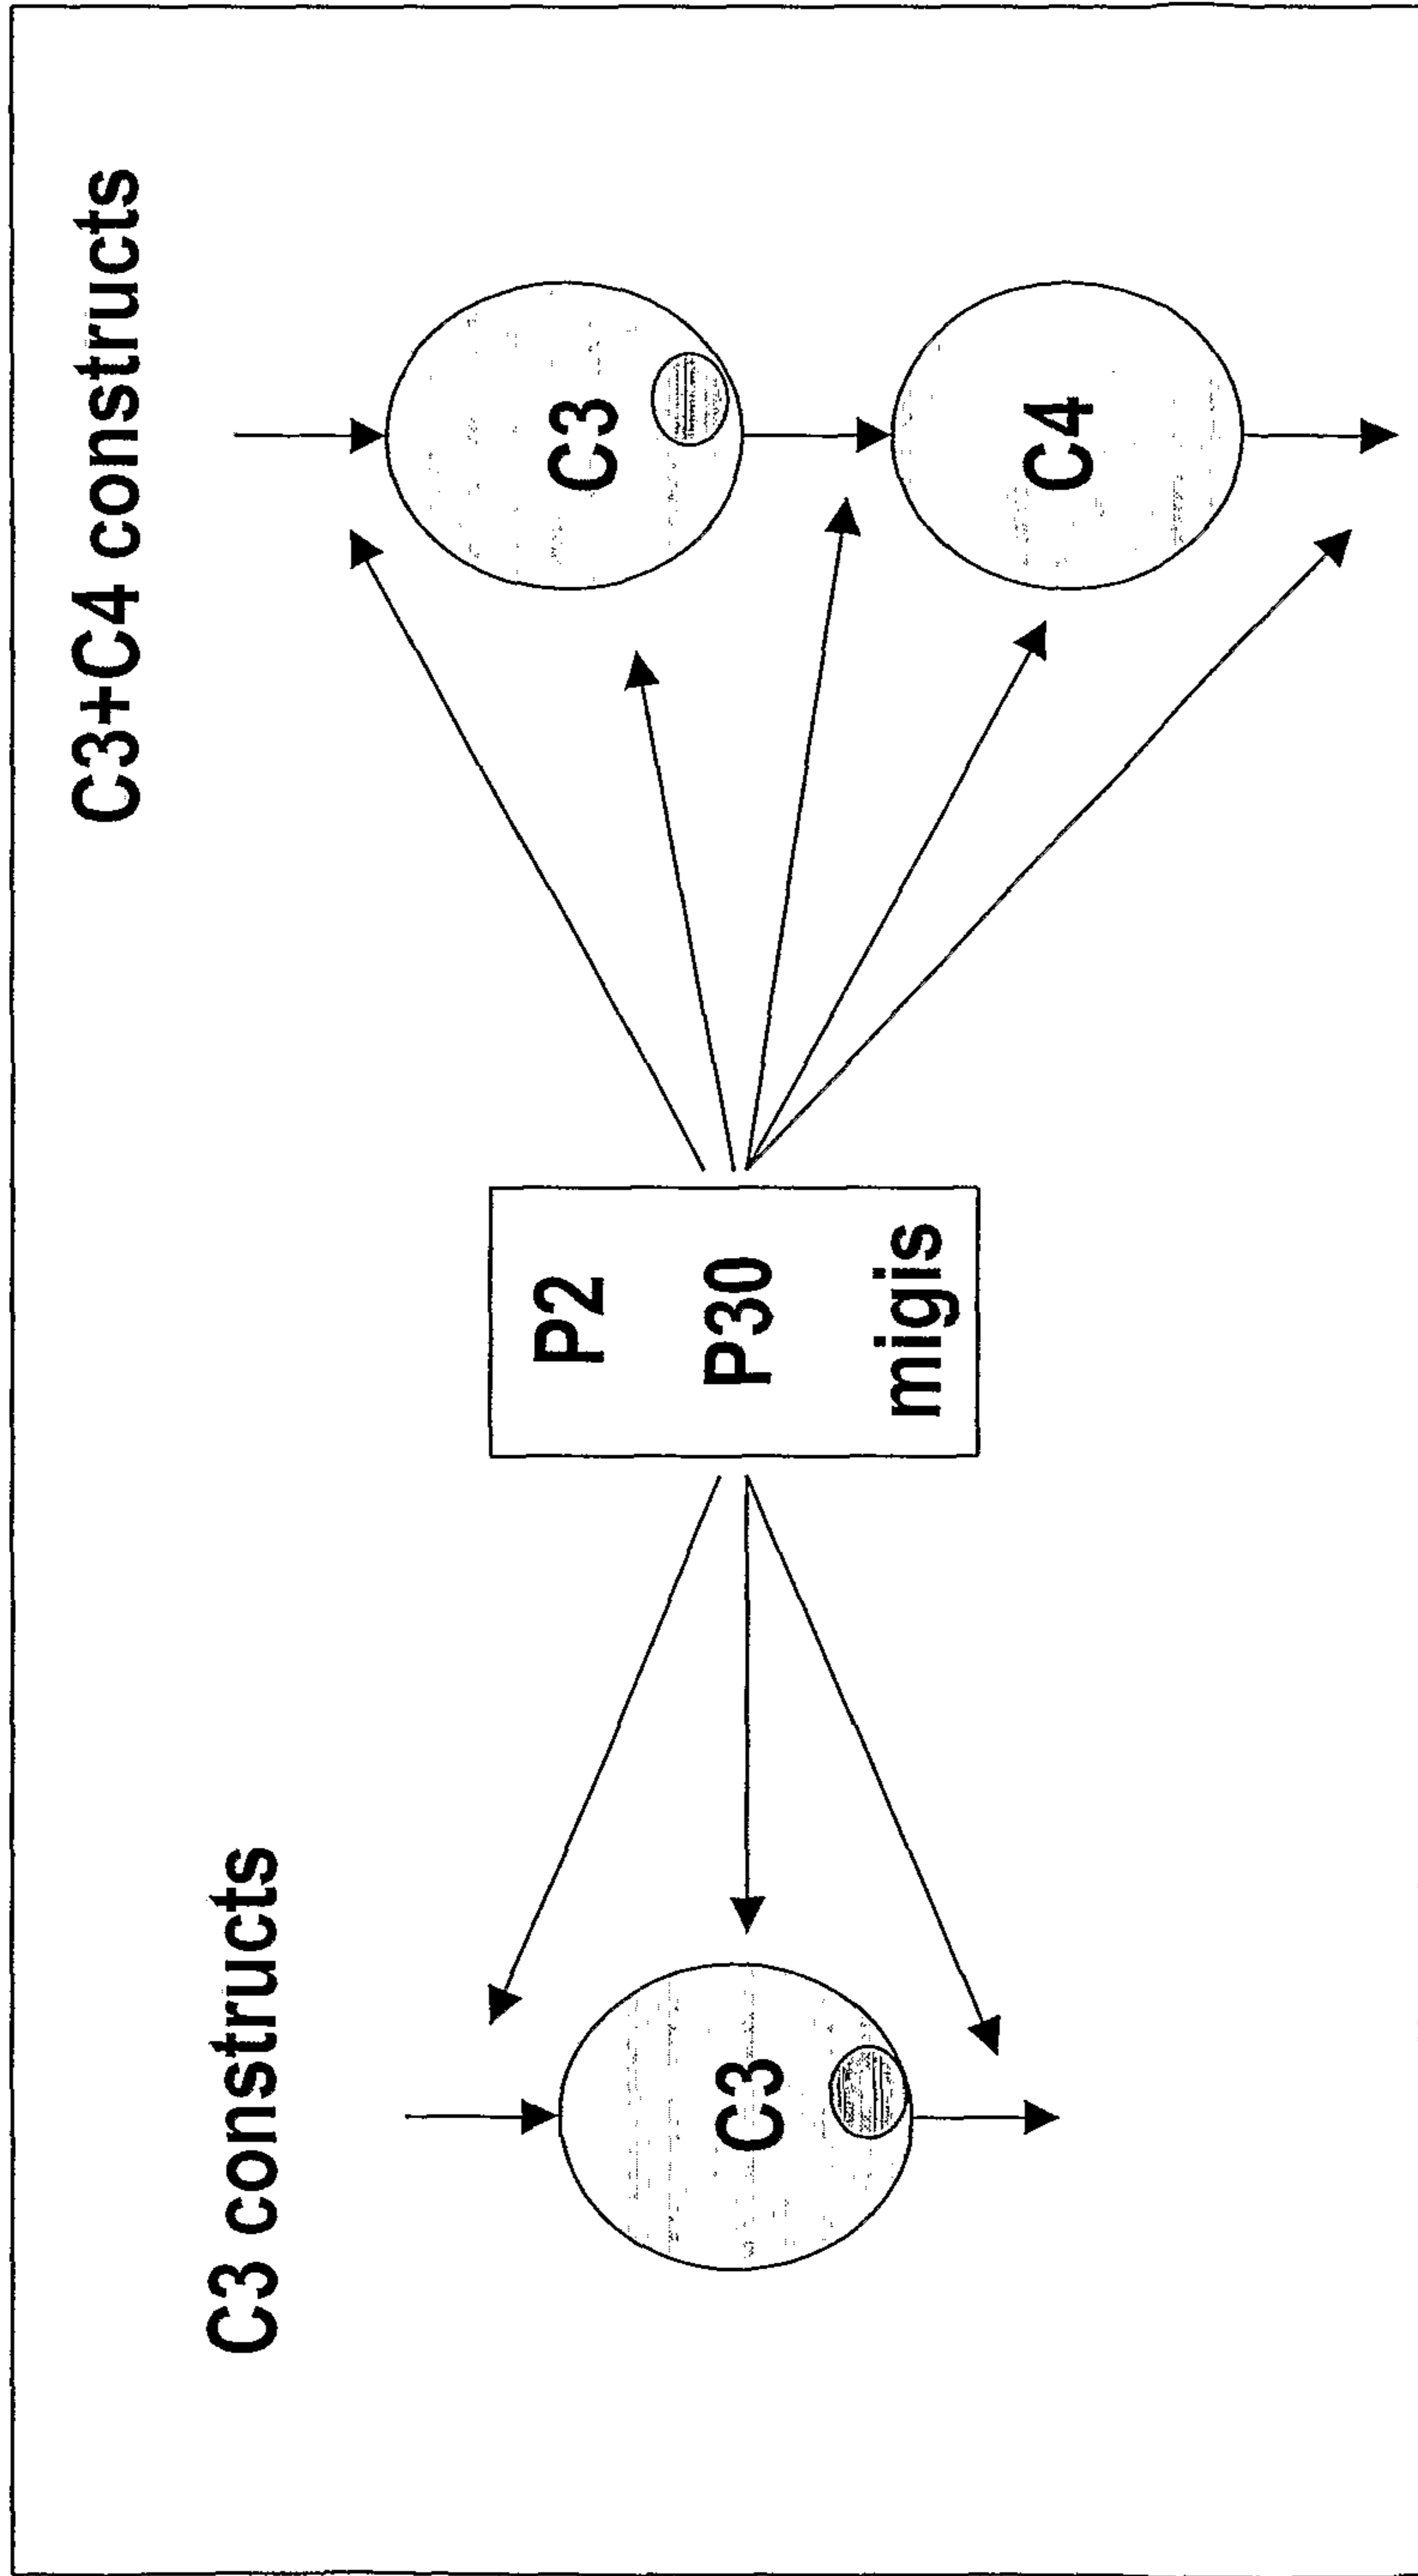 C3 constructs
C3
P2
P30
migis
C3+C4 constructs
C3
C4